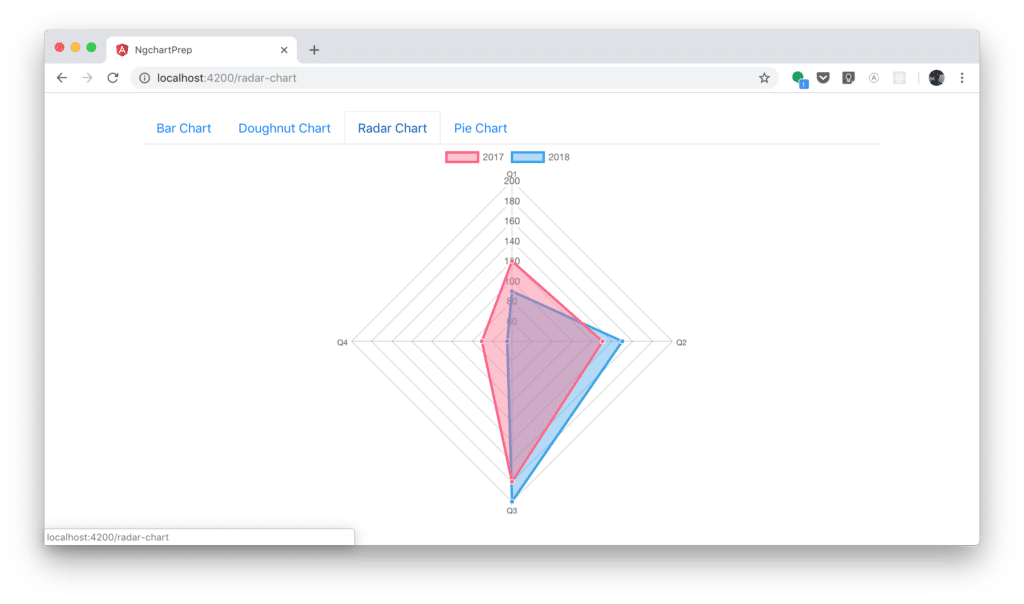 NgchartPrep
localhost:4200/radar-chart
1
A
Bar Chart Doughnut Chart Radar Chart Pie Chart
2017 2018
Q1
200
180
160
140
120
100
80
60
Q4 Q2
Q3
localhost:4200/radar-chart